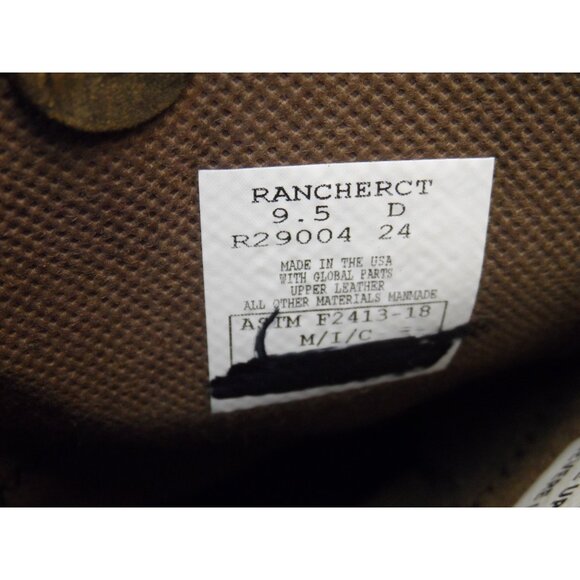 RANCHERCT
9.5 D
R29004 24
MADE IN THE USA
WITH GLOBAL PARTS
UPPER LEATHER
ALL OTHER MATERIALS MANMADE
ASTM F2413-18
M/I/C